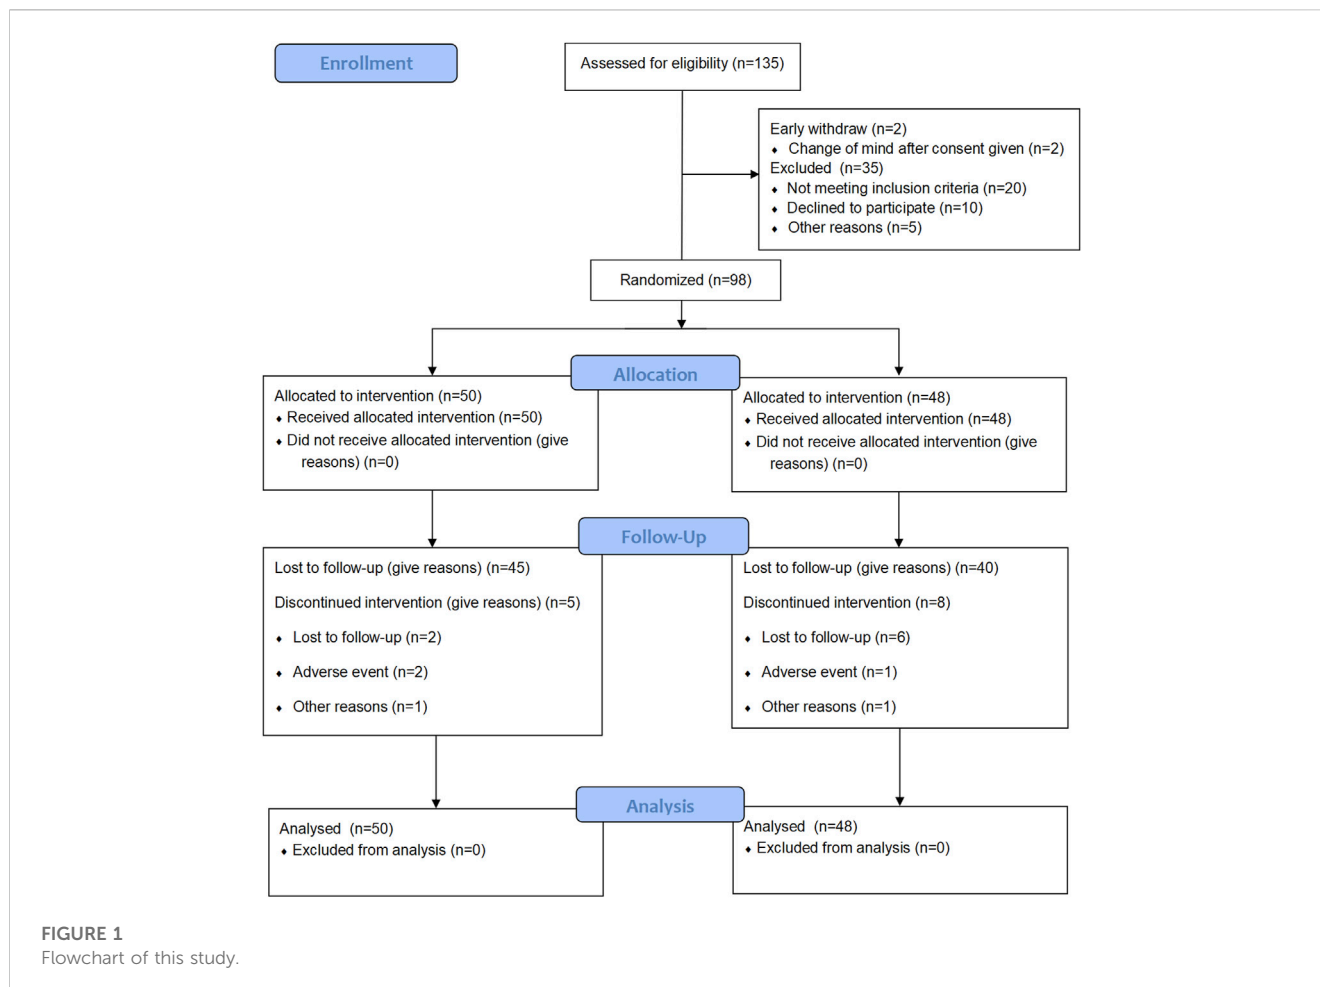 Enrollment
Assessed for eligibility (n=135)
Early withdraw (n=2)
⬧ Change of mind after consent given (n=2)
Excluded (n=35)
⬧ Not meeting inclusion criteria (n=20)
⬧ Declined to participate (n=10)
⬧ Other reasons (n=5)
Randomized (n=98)
Allocation
Allocated to intervention (n=50)
⬧ Received allocated intervention (n=50)
⬧ Did not receive allocated intervention (give
reasons) (n=0)
Allocated to intervention (n=48)
⬧ Received allocated intervention (n=48)
⬧ Did not receive allocated intervention (give
reasons) (n=0)
Follow-Up
Lost to follow-up (give reasons) (n=45)
Discontinued intervention (give reasons) (n=5)
⬧ Lost to follow-up (n=2)
⬧ Adverse event (n=2)
⬧ Other reasons (n=1)
Lost to follow-up (give reasons) (n=40)
Discontinued intervention (n=8)
⬧ Lost to follow-up (n=6)
⬧ Adverse event (n=1)
⬧ Other reasons (n=1)
Analysis
Analysed (n=50)
⬧ Excluded from analysis (n=0)
Analysed (n=48)
⬧ Excluded from analysis (n=0)
FIGURE 1
Flowchart of this study.